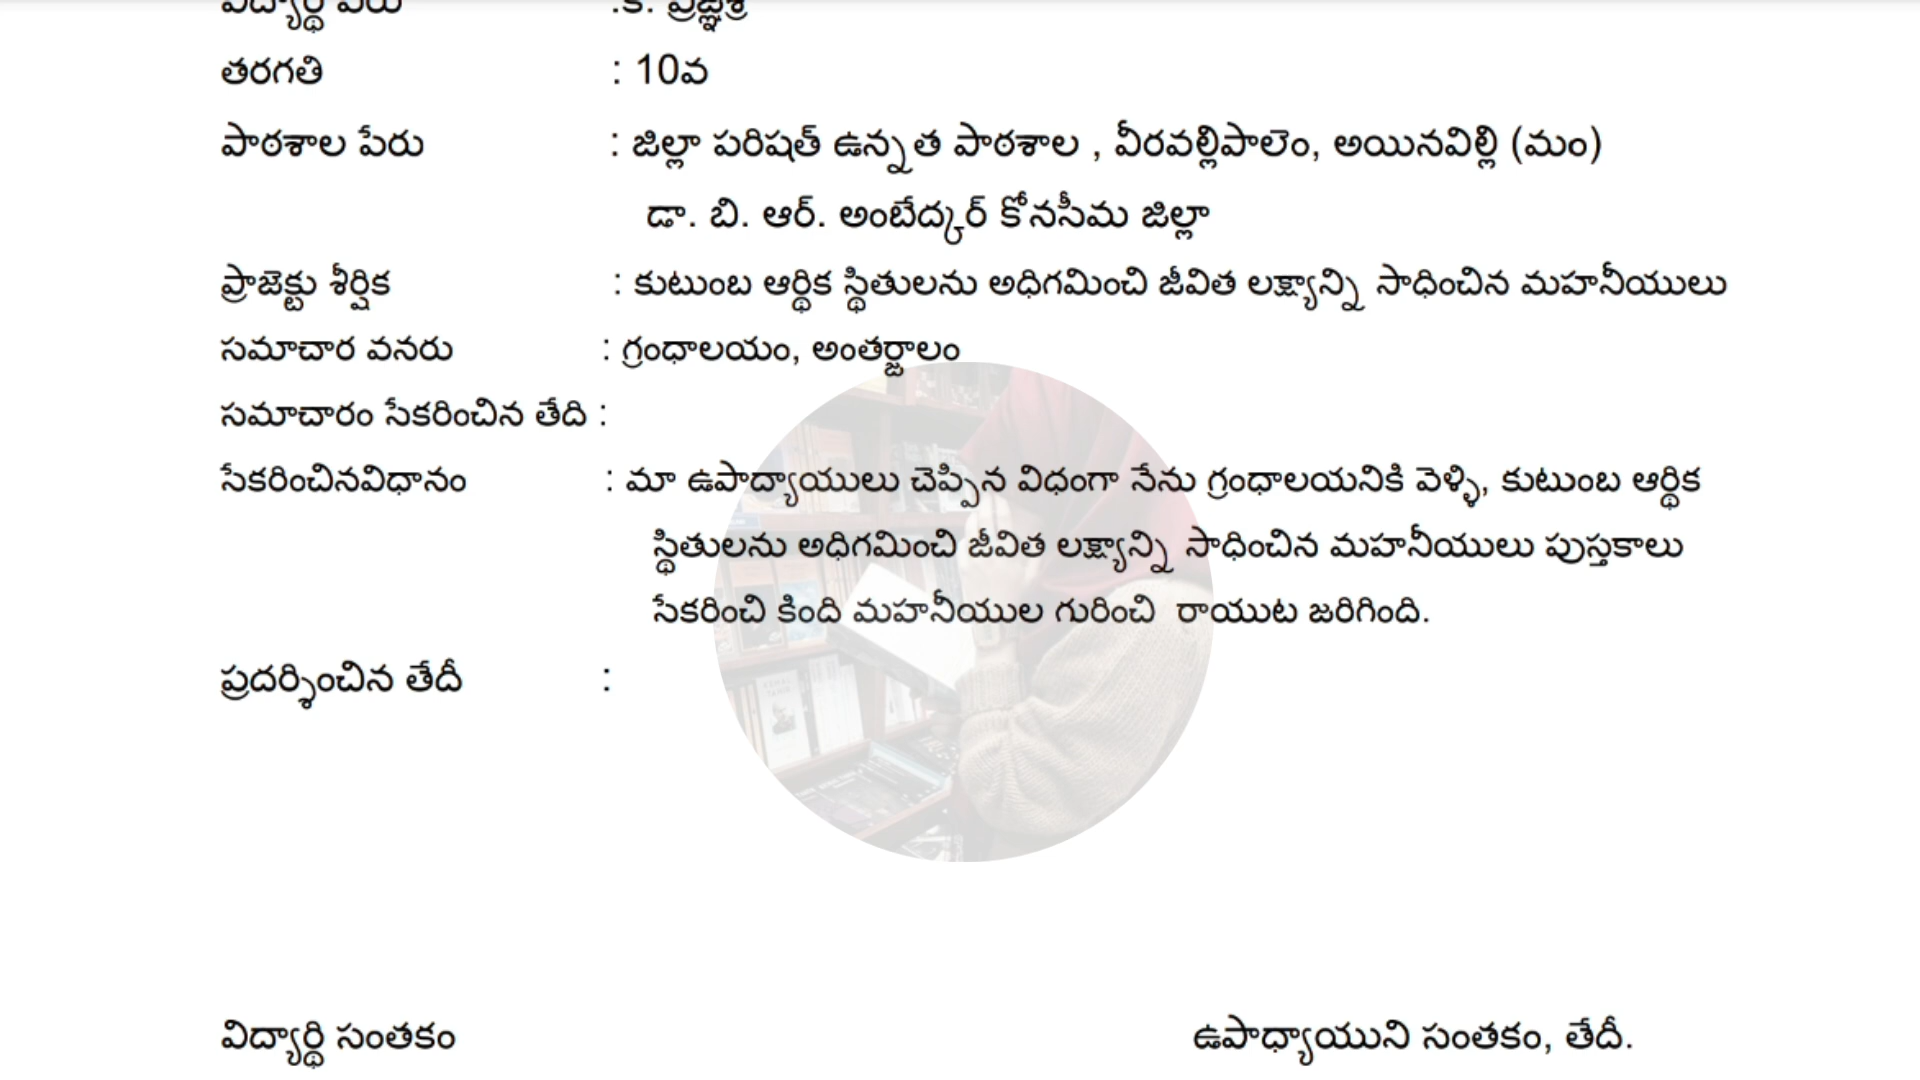 విద్యార్థి పేరు :కె. ప్రజ్ఞశ్రీ
తరగతి : 10వ
పాఠశాల పేరు : జిల్లా పరిషత్ ఉన్నత పాఠశాల , వీరవల్లిపాలెం, అయినవిల్లి (మం)
డా. బి. ఆర్. అంబేద్కర్ కోనసీమ జిల్లా
ప్రాజెక్టు శీర్షిక : కుటుంబ ఆర్థిక స్థితులను అధిగమించి జీవిత లక్ష్యాన్ని సాధించిన మహనీయులు
సమాచార వనరు : గ్రంధాలయం, అంతర్జాలం
సమాచారం సేకరించిన తేది :
సేకరించినవిధానం : మా ఉపాద్యాయులు చెప్పిన విధంగా నేను గ్రంధాలయనికి వెళ్ళి, కుటుంబ ఆర్థిక
స్థితులను అధిగమించి జీవిత లక్ష్యాన్ని సాధించిన మహనీయులు పుస్తకాలు
సేకరించి కింది మహనీయుల గురించి రాయుట జరిగింది.
ప్రదర్శించిన తేదీ :
విద్యార్థి సంతకం ఉపాధ్యాయుని సంతకం, తేదీ.